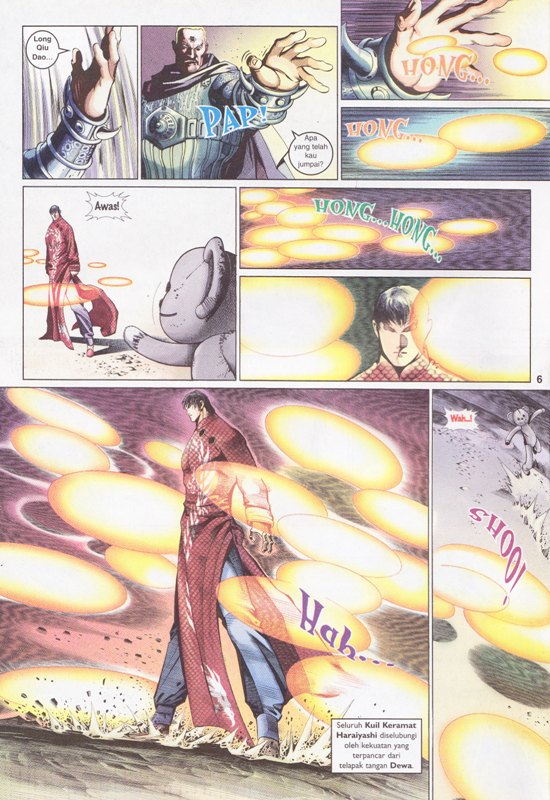 Long
Qiu
Dao...
PAP!
Apa
yang telah
kau
jumpai?
HONG...
HONG...
Awas!
HONG...HONG...
6
Wah..!
SHOO!
Hah...
Seluruh Kuil Keramat
Haraiyashi diselubungi
oleh kekuatan yang
terpancar dari
telapak tangan Dewa.